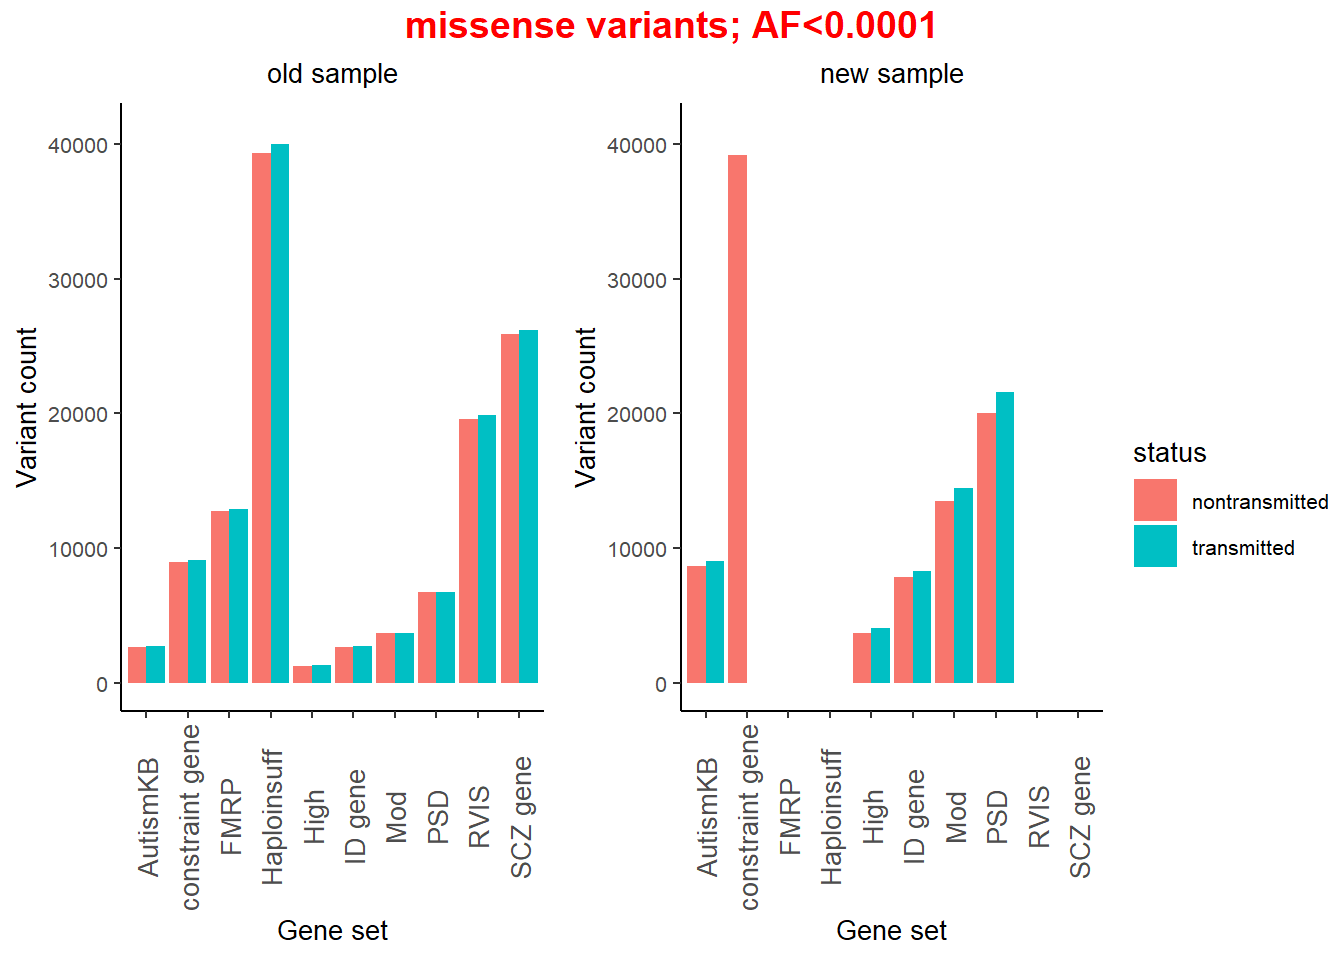 missense variants; AF<0.0001
old sample
new sample
Variant count
40000
30000
20000
10000
0
AutismKB
constraint gene
FMRP
Haploinsuff
High
ID gene
Mod
PSD
RVIS
SCZ gene
Gene set
Variant count
40000
30000
20000
10000
0
AutismKB
constraint gene
FMRP
Haploinsuff
High
ID gene
Mod
PSD
RVIS
SCZ gene
Gene set
status
nontransmitted
transmitted